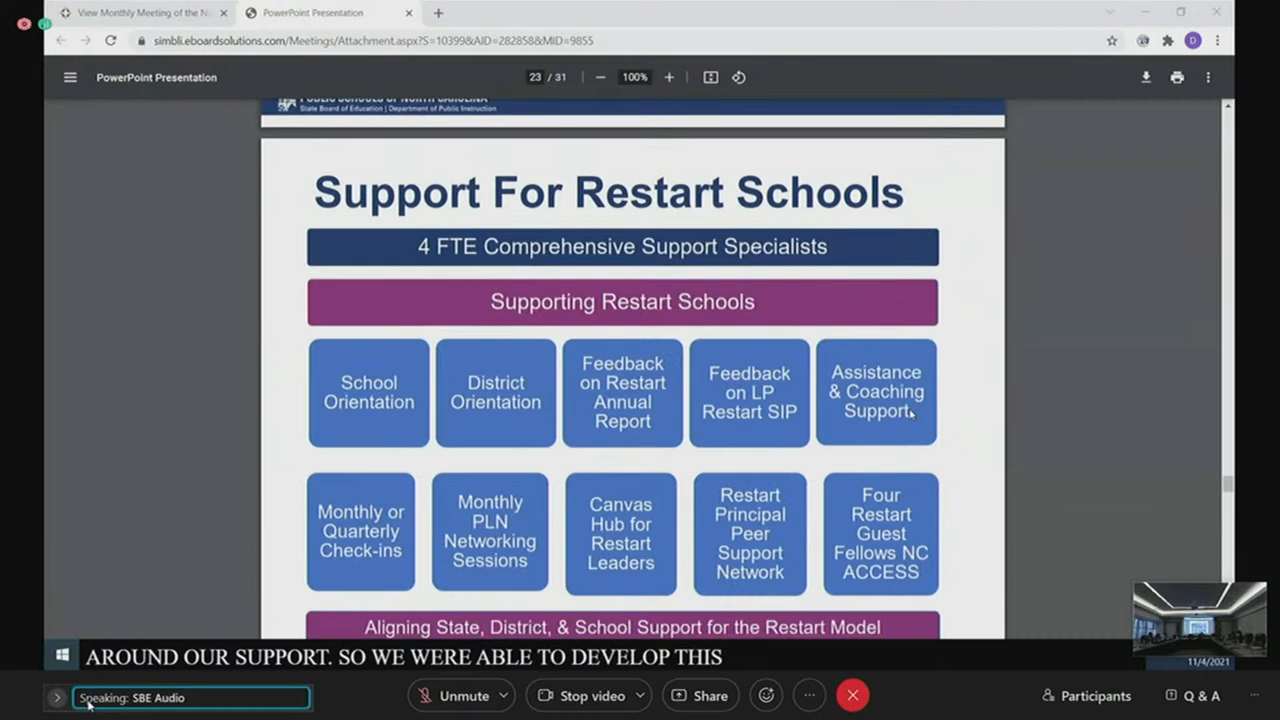 View Monthly Meeting of the N
PowerPoint Presentation
simbli.eboardsolutions.com/Meetings/Attachment.aspx?S=10399&AID=282858&MID=9855
D
PowerPoint Presentation
23 / 31
100%
PUBLIC SCHOOLS OF NORTH CAROLINA
State Board of Education | Department of Public Instruction
Support For Restart Schools
4 FTE Comprehensive Support Specialists
Supporting Restart Schools
School
Orientation
District
Orientation
Feedback
on Restart
Annual
Report
Feedback
on LP
Restart SIP
Assistance
& Coaching
Support
Monthly or
Quarterly
Check-ins
Monthly
PLN
Networking
Sessions
Canvas
Hub for
Restart
Leaders
Restart
Principal
Peer
Support
Network
Four
Restart
Guest
Fellows NC
ACCESS
Aligning State, District, & School Support for the Restart Model
AROUND OUR SUPPORT. SO WE WERE ABLE TO DEVELOP THIS
11/4/2021
Speaking: SBE Audio
Unmute
Stop video
Share
Participants
Q & A